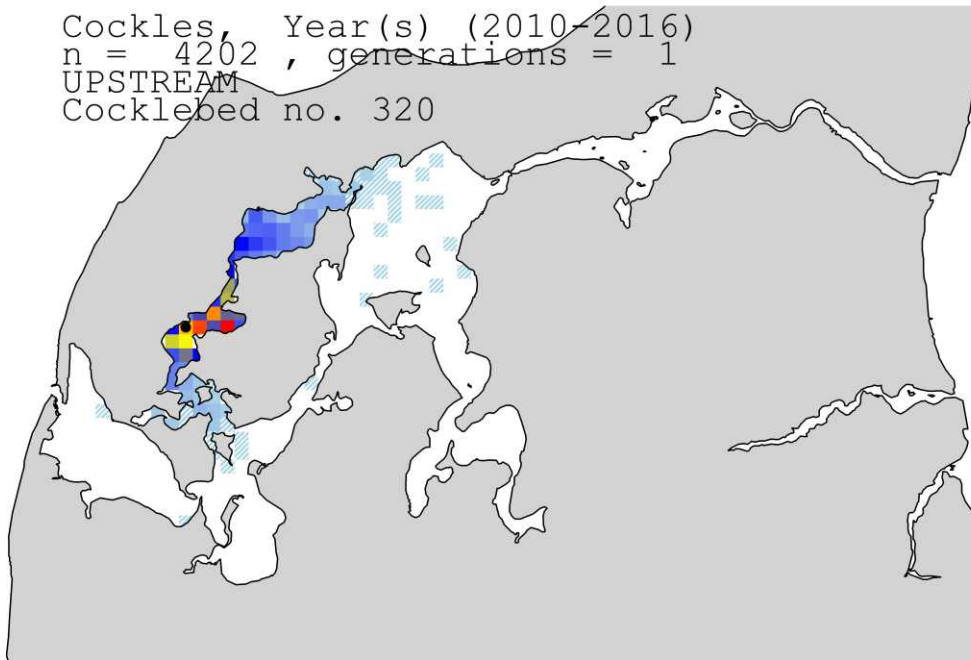 Cockles, Year(s) (2010-2016)
n = 4202 , generations = 1
UPSTREAM
Cocklebed no. 320